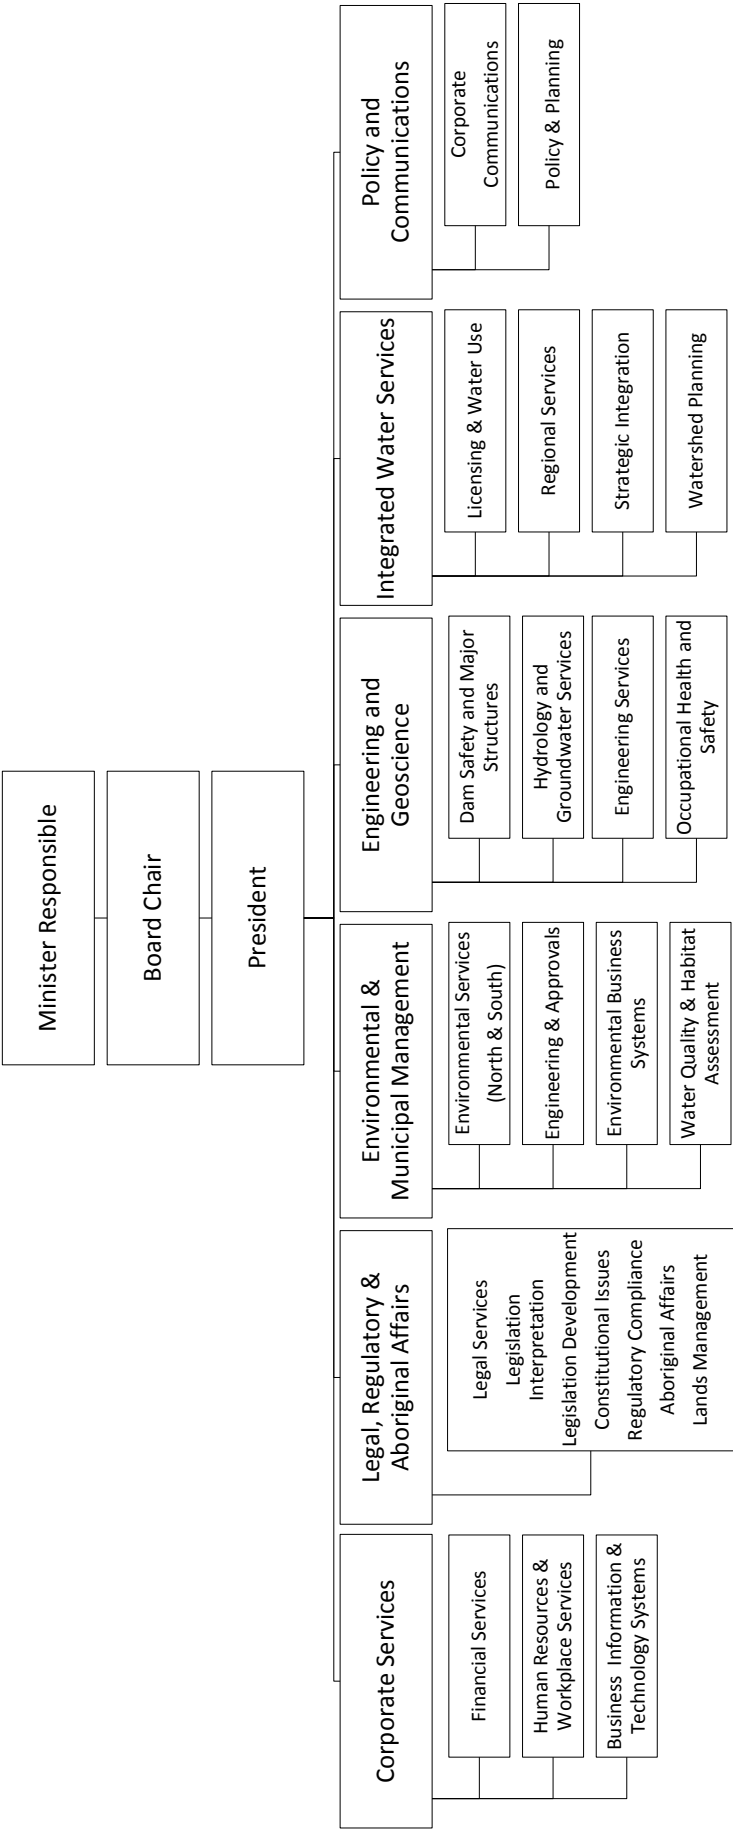 Minister Responsible
Board Chair
President
Corporate Services
Financial Services
Human Resources &
Workplace Services
Business  Information &
Technology Systems
Legal, Regulatory &
Aboriginal Affairs
Legal Services
Legislation
Interpretation
Legislation Development
Constitutional Issues
Regulatory Compliance
Aboriginal Affairs
Lands Management
Environmental &
Municipal Management
Environmental Services
(North & South)
Engineering & Approvals
Environmental Business
Systems
Water Quality & Habitat
Assessment
Engineering and
Geoscience
Dam Safety and Major
Structures
Hydrology and
Groundwater Services
Engineering Services
Occupational Health and
Safety
Integrated Water Services
Licensing & Water Use
Regional Services
Strategic Integration
Watershed Planning
Policy and
Communications
Corporate
Communications
Policy & Planning